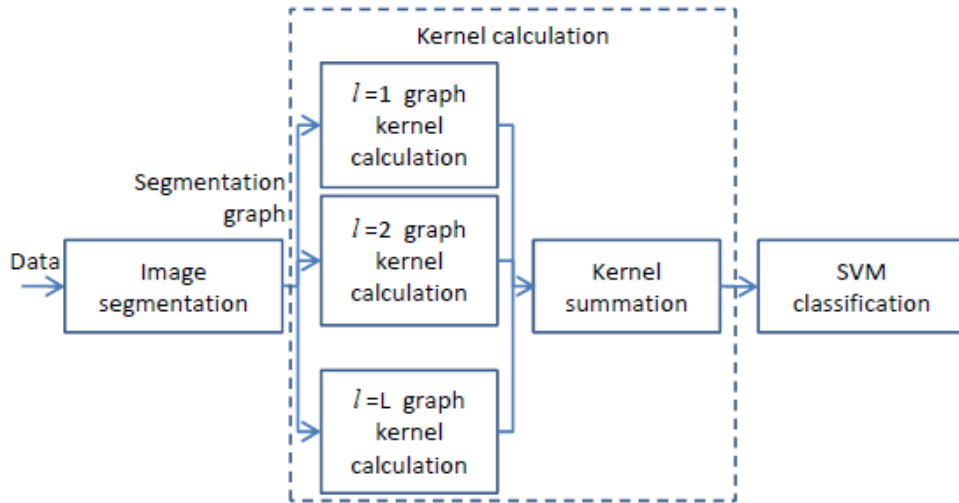 Kernel calculation
l =1 graph
kernel
calculation
Segmentation
graph
l =2 graph
kernel
calculation
Data
Image
segmentation
Kernel
summation
SVM
classification
l =L graph
kernel
calculation